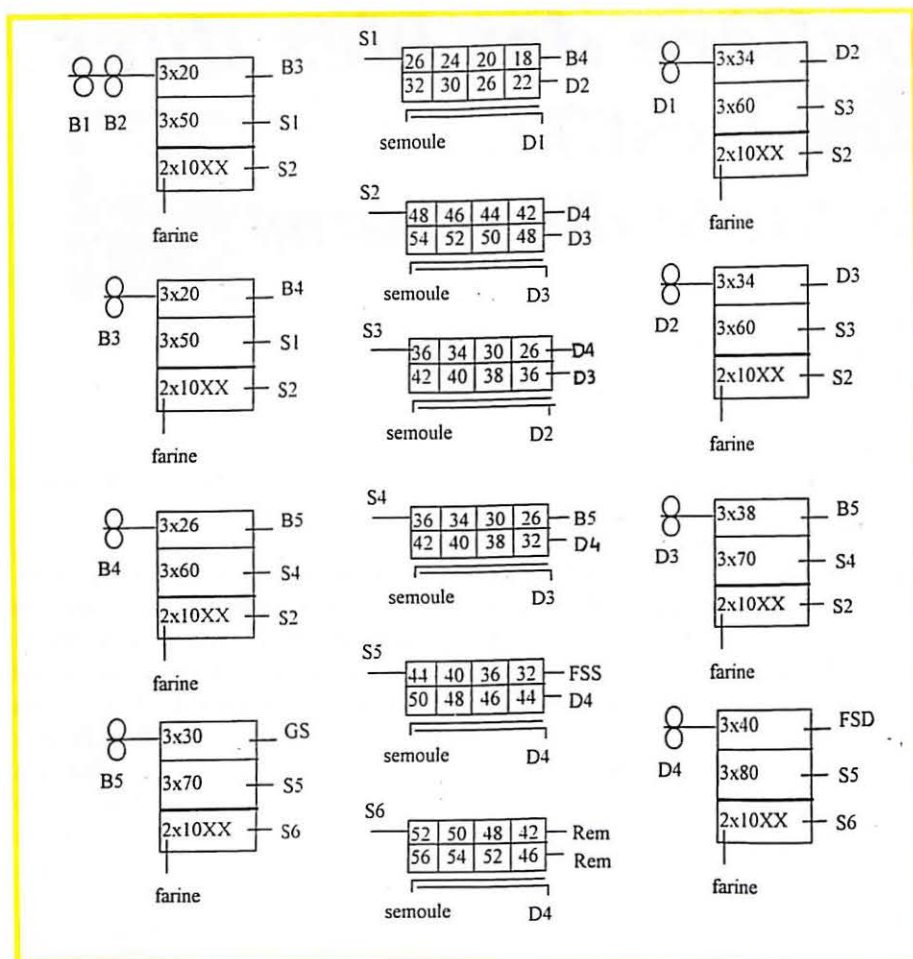 B1 B2
3x20 B3
3x50 S1
2x10XX S2
farine
B3
3x20 B4
3x50 S1
2x10XX S2
farine
B4
3x26 B5
3x60 S4
2x10XX S2
farine
B5
3x30 GS
3x70 S5
2x10XX S6
farine
S1
26 24 20 18 B4
32 30 26 22 D2
semoule D1
S2
48 46 44 42 D4
54 52 50 48 D3
semoule D3
S3
36 34 30 26 D4
42 40 38 36 D3
semoule D2
S4
36 34 30 26 B5
42 40 38 32 D4
semoule D3
S5
44 40 36 32 FSS
50 48 46 44 D4
semoule D4
S6
52 50 48 42 Rem
56 54 52 46 Rem
semoule D4
D1
3x34 D2
3x60 S3
2x10XX S2
farine
D2
3x34 D3
3x60 S3
2x10XX S2
farine
D3
3x38 B5
3x70 S4
2x10XX S2
farine
D4
3x40 FSD
3x80 S5
2x10XX S6
farine